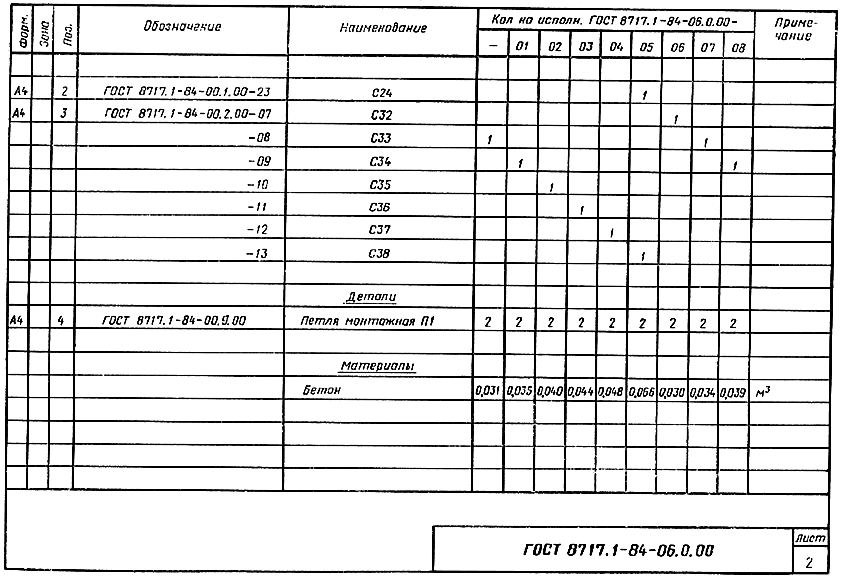 Форм. Зона Поз. Обозначение Наименование Кол на исполн. ГОСТ 8717.1-84-06.0.00- Приме-
чание
– 01 02 03 04 05 06 07 08
А4 2 ГОСТ 8717.1-84-00.1.00-23 С24 1
А4 3 ГОСТ 8717.1-84-00.2.00-07 С32 1
-08 С33 1 1
-09 С34 1 1
-10 С35 1
-11 С36 1
-12 С37 1
-13 С38 1
Детали
А4 4 ГОСТ 8717.1-84-00.9.00 Петля монтажная П1 2 2 2 2 2 2 2 2 2
Материалы
Бетон 0,031 0,035 0,040 0,044 0,048 0,066 0,030 0,034 0,039 м³
ГОСТ 8717.1-84-06.0.00
Лист
2